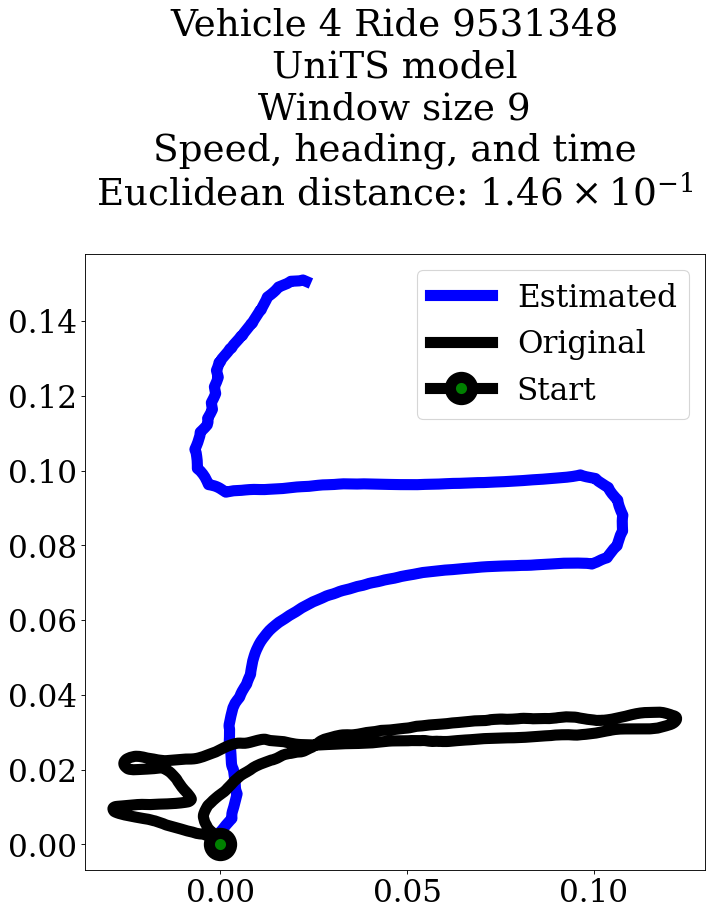 Vehicle 4 Ride 9531348
UniTS model
Window size 9
Speed, heading, and time
Euclidean distance: 1.46 × 10⁻¹
Estimated
Original
Start
0.14
0.12
0.10
0.08
0.06
0.04
0.02
0.00
0.00 0.05 0.10